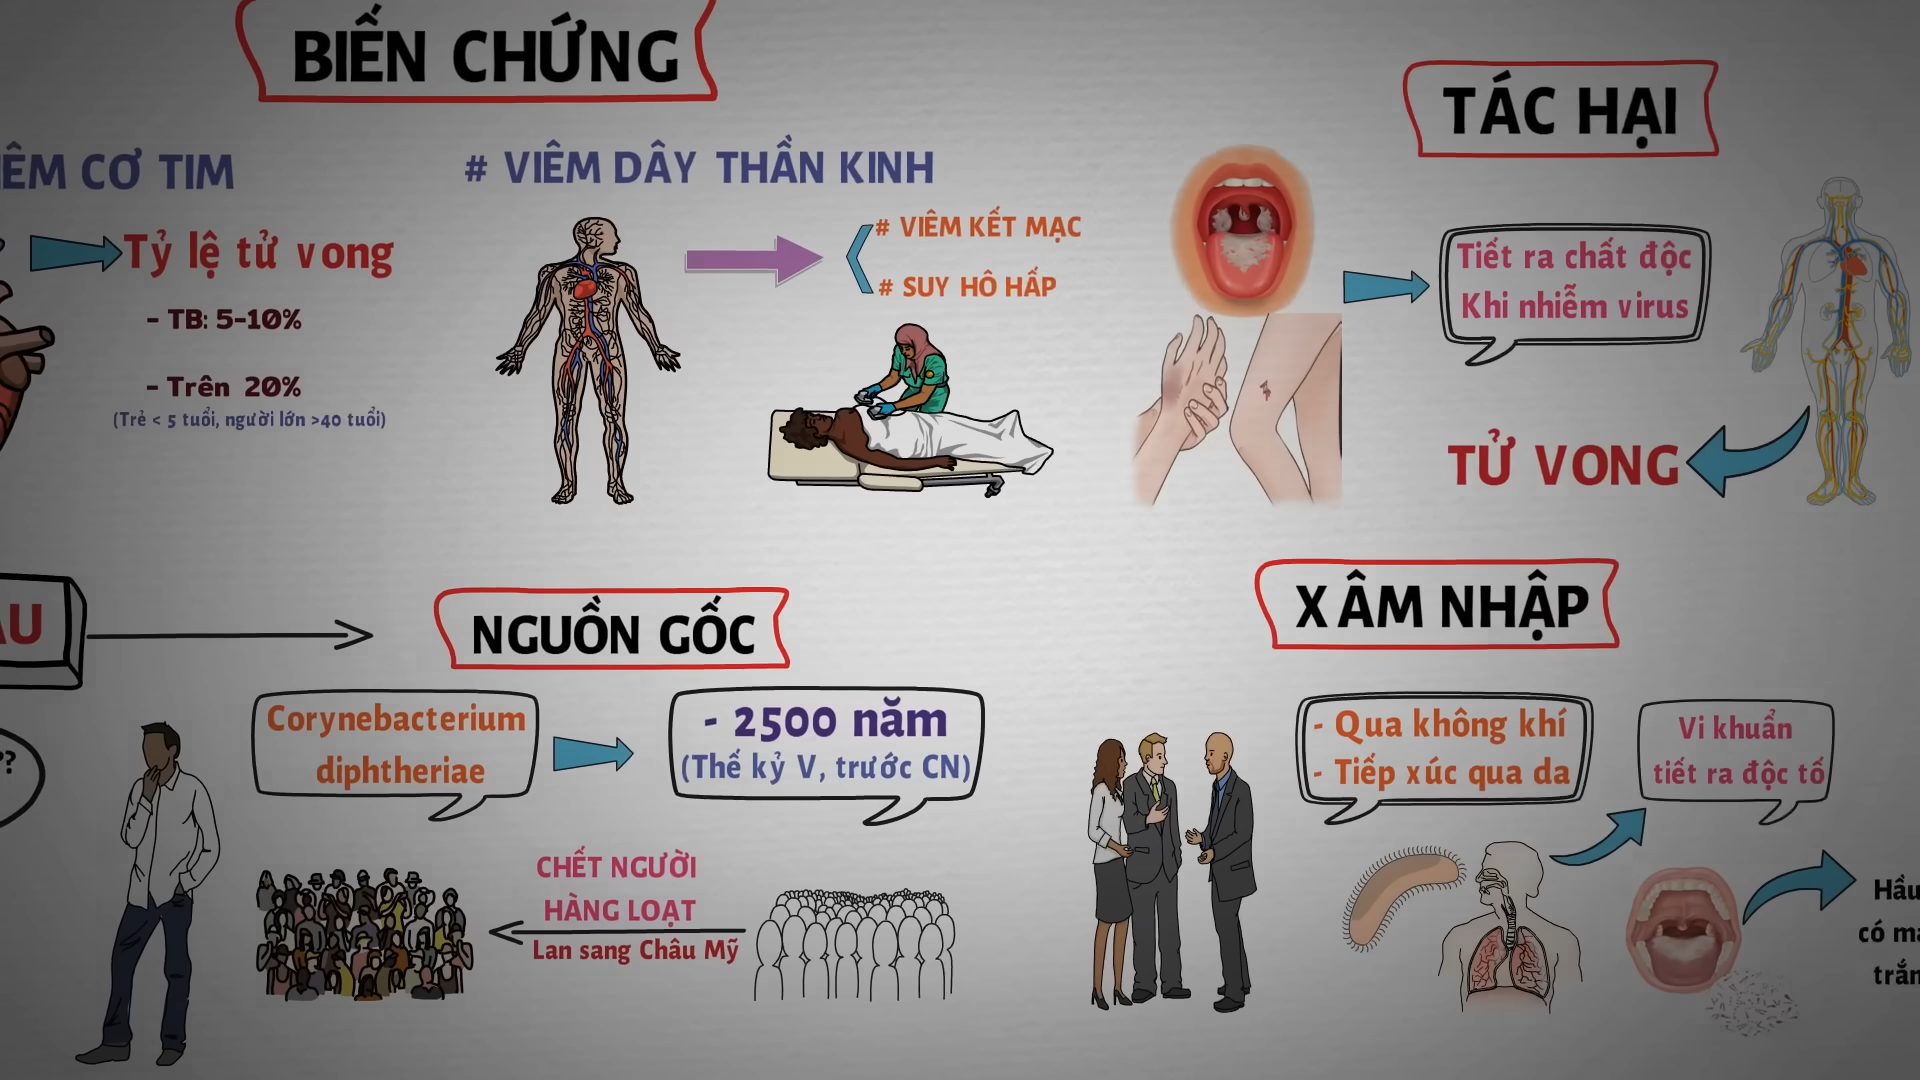 BIẾN CHỨNG
TÁC HẠI
CƠ TIM
# VIÊM DÂY THẦN KINH
Tỷ lệ tử vong
- TB: 5-10%
- Trên 20%
(Trẻ < 5 tuổi, người lớn >40 tuổi)
# VIÊM KẾT MẠC
# SUY HÔ HẤP
Tiết ra chất độc
Khi nhiễm virus
TỬ VONG
NGUỒN GỐC
XÂM NHẬP
Corynebacterium
diphtheriae
- 2500 năm
(Thế kỷ V, trước CN)
CHẾT NGƯỜI
HÀNG LOẠT
Lan sang Châu Mỹ
- Qua không khí
- Tiếp xúc qua da
Vi khuẩn
tiết ra độc tố
Hầu
có
??